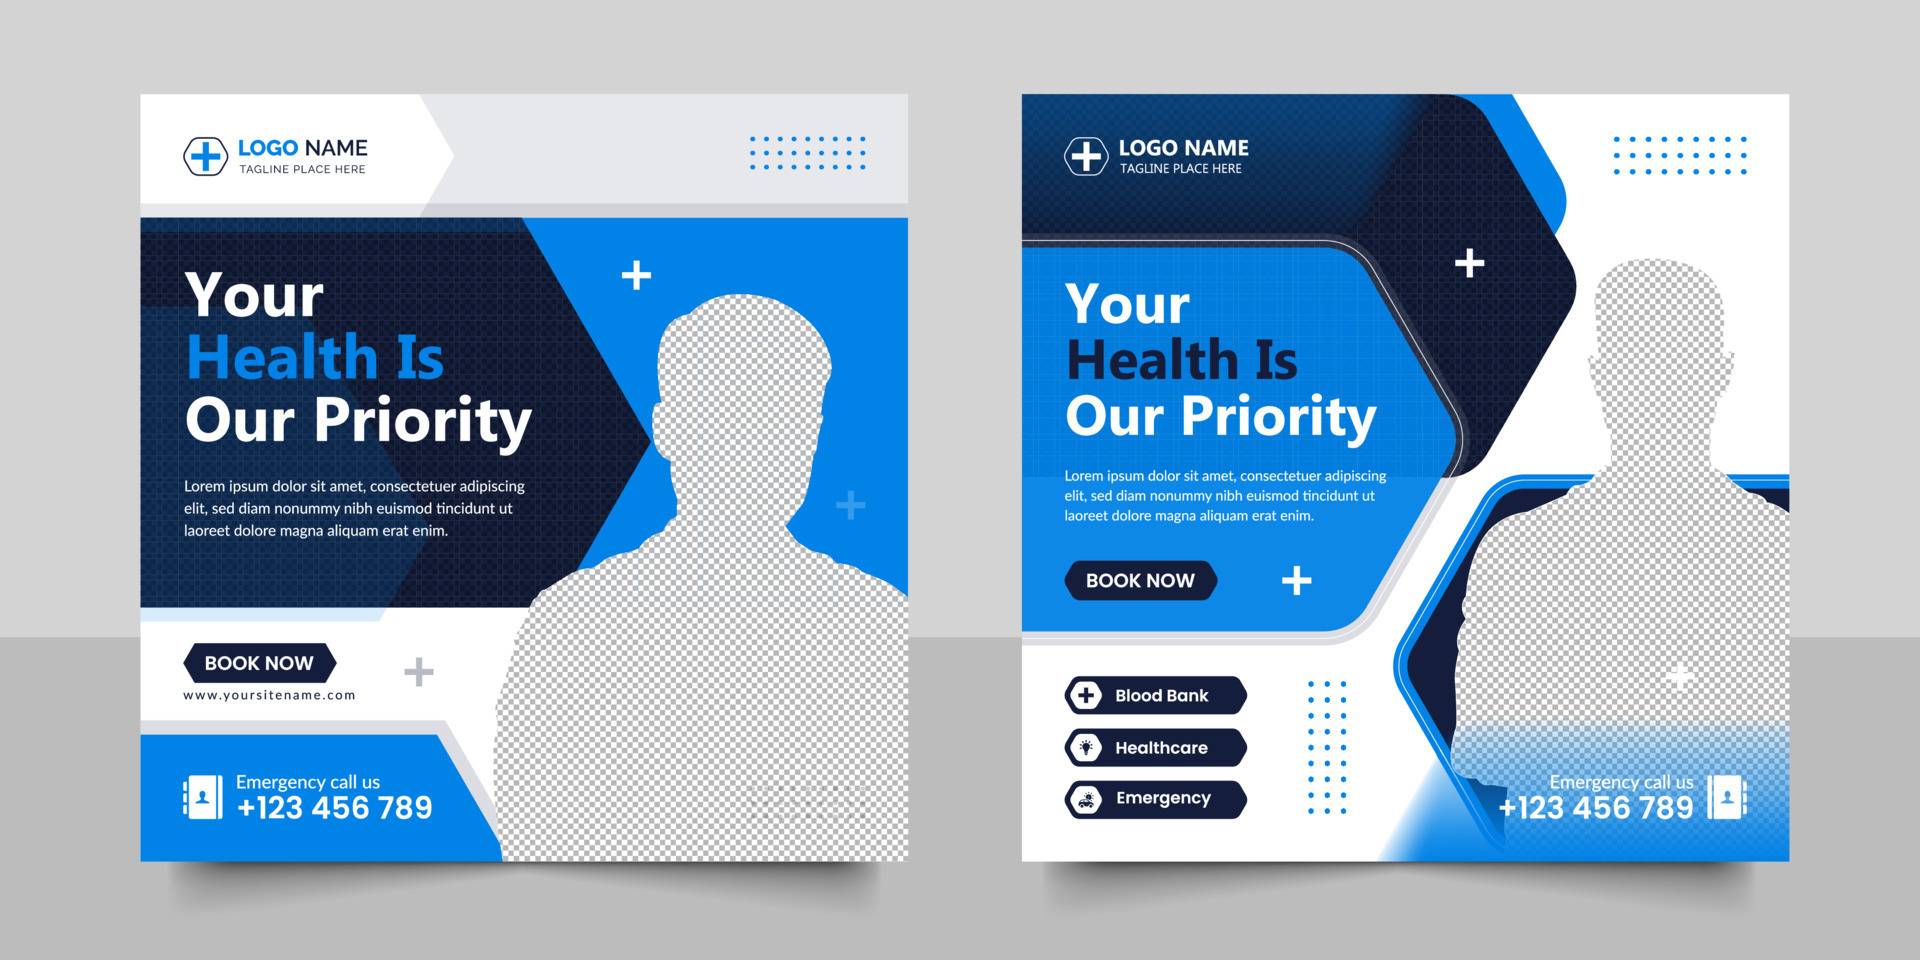 LOGO NAME
TAGLINE PLACE HERE
Your
Health Is
Our Priority
Lorem ipsum dolor sit amet, consectetuer adipiscing
elit, sed diam nonummy nibh euismod tincidunt ut
laoreet dolore magna aliquam erat enim.
BOOK NOW
www.yoursitename.com
Emergency call us
+123 456 789
LOGO NAME
TAGLINE PLACE HERE
Your
Health Is
Our Priority
Lorem ipsum dolor sit amet, consectetuer adipiscing
elit, sed diam nonummy nibh euismod tincidunt ut
laoreet dolore magna aliquam erat enim.
BOOK NOW
Blood Bank
Healthcare
Emergency
Emergency call us
+123 456 789